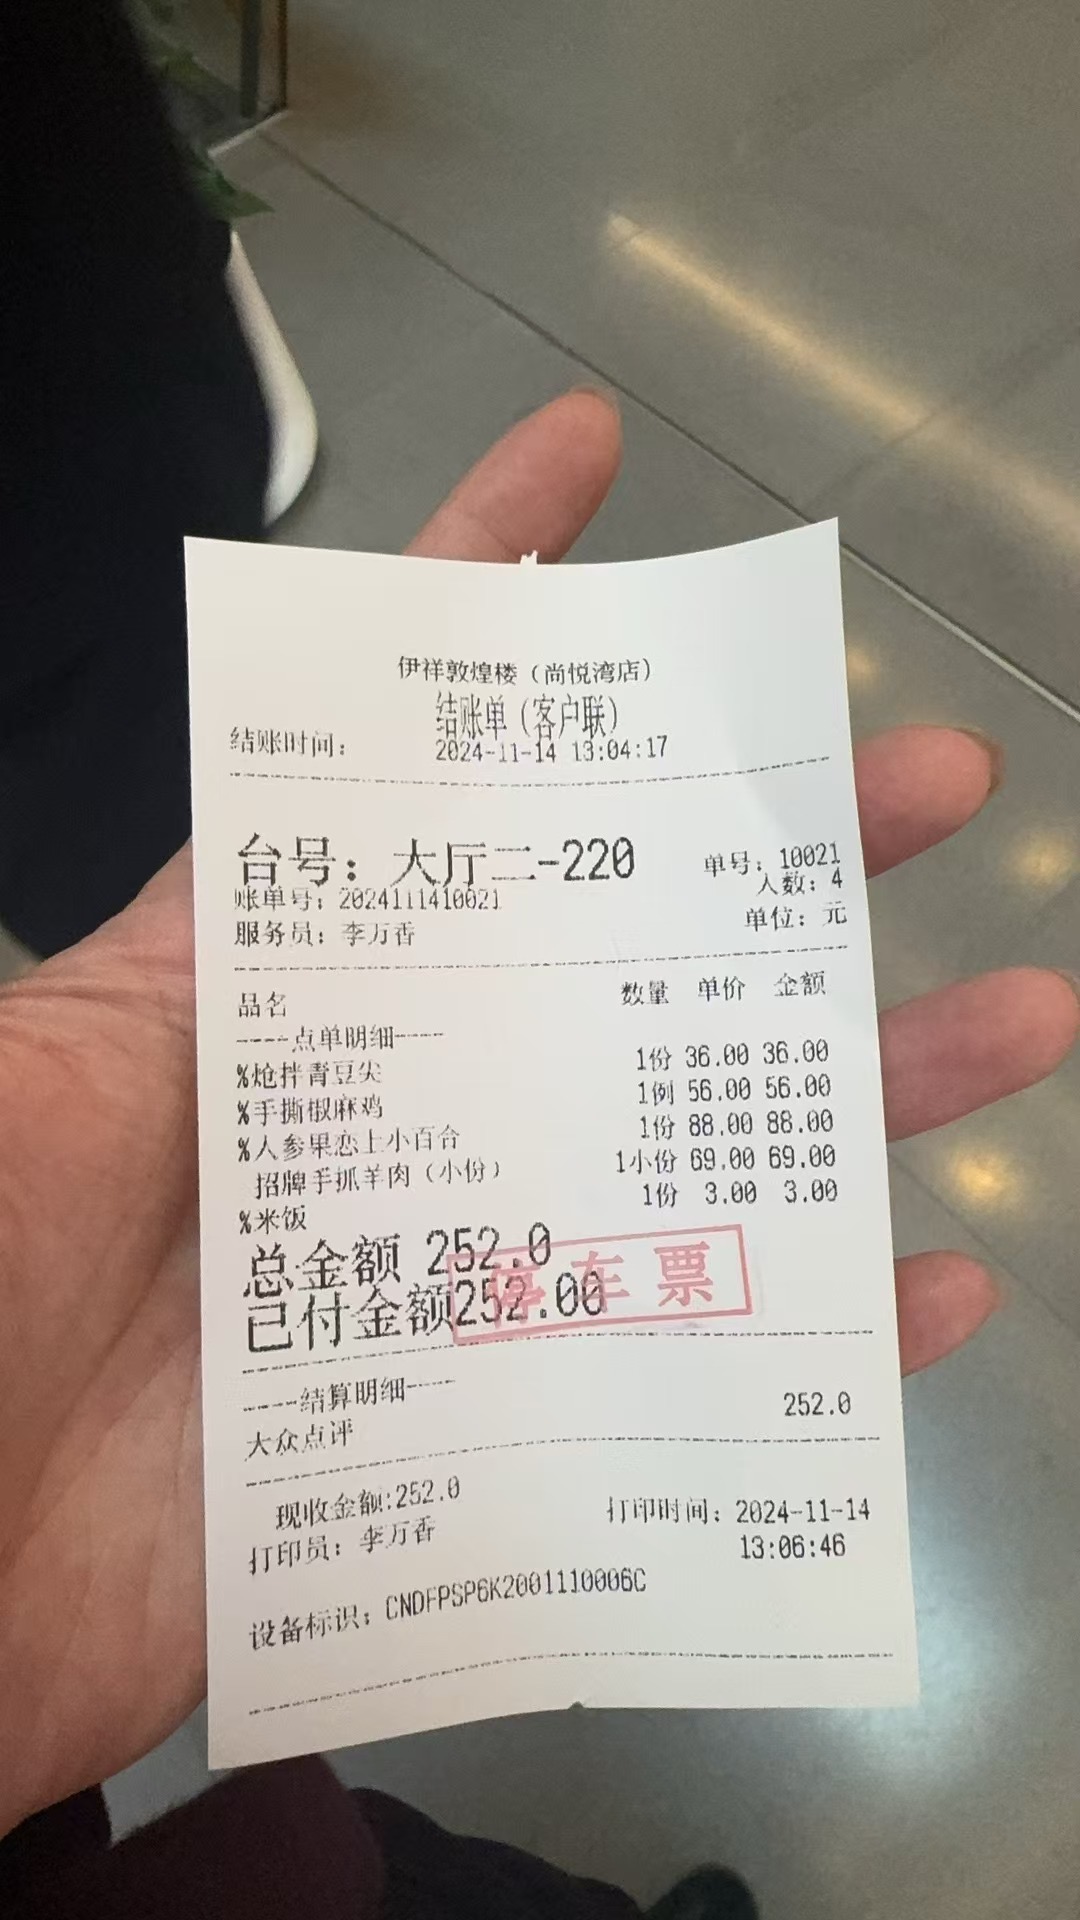 伊祥敦煌楼（尚悦湾店）
结账单（客户联）
结账时间： 2024-11-14 13:04:17
台号：大厅二-220 单号：10021
人数：4
账单号：2024111410021
服务员：李万香 单位：元
品名 数量 单价 金额
----点单明细----
%炝拌青豆尖 1份 36.00 36.00
%手撕椒麻鸡 1例 56.00 56.00
%人参果恋上小百合 1份 88.00 88.00
招牌手抓羊肉（小份） 1小份 69.00 69.00
%米饭 1份 3.00 3.00
总金额 252.0
已付金额252.00
停车票
----结算明细----
大众点评 252.0
现收金额:252.0
打印员：李万香 打印时间：2024-11-14
13:06:46
设备标识：CNDFPSP6K2001110006C